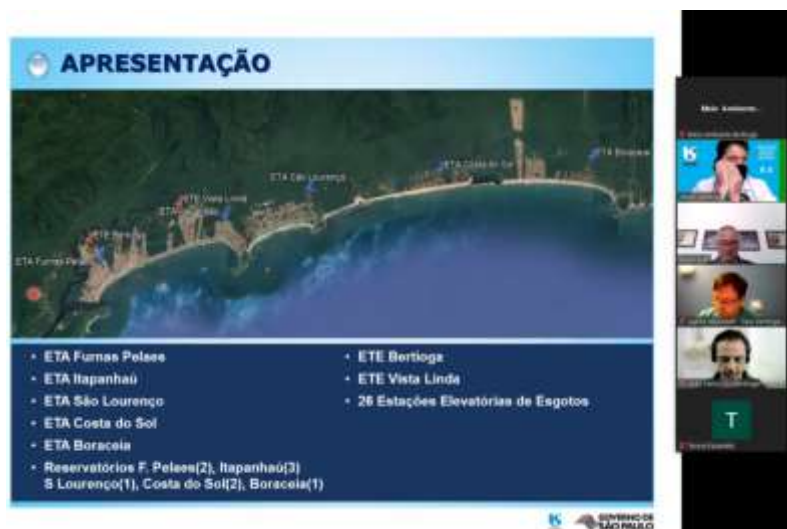 APRESENTAÇÃO
ETA Boraceia
ETA Costa do Sol
ETA São Lourenço
ETE Vista Linda
ETA Furnas Pelaes
• ETA Furnas Pelaes
• ETA Itapanhaú
• ETA São Lourenço
• ETA Costa do Sol
• ETA Boraceia
• Reservatórios F. Pelaes(2), Itapanhaú(3)
S Lourenço(1), Costa do Sol(2), Boraceia(1)
• ETE Bertioga
• ETE Vista Linda
• 26 Estações Elevatórias de Esgotos
GOVERNO DE
SÃO PAULO
Meio Ambiente...
T